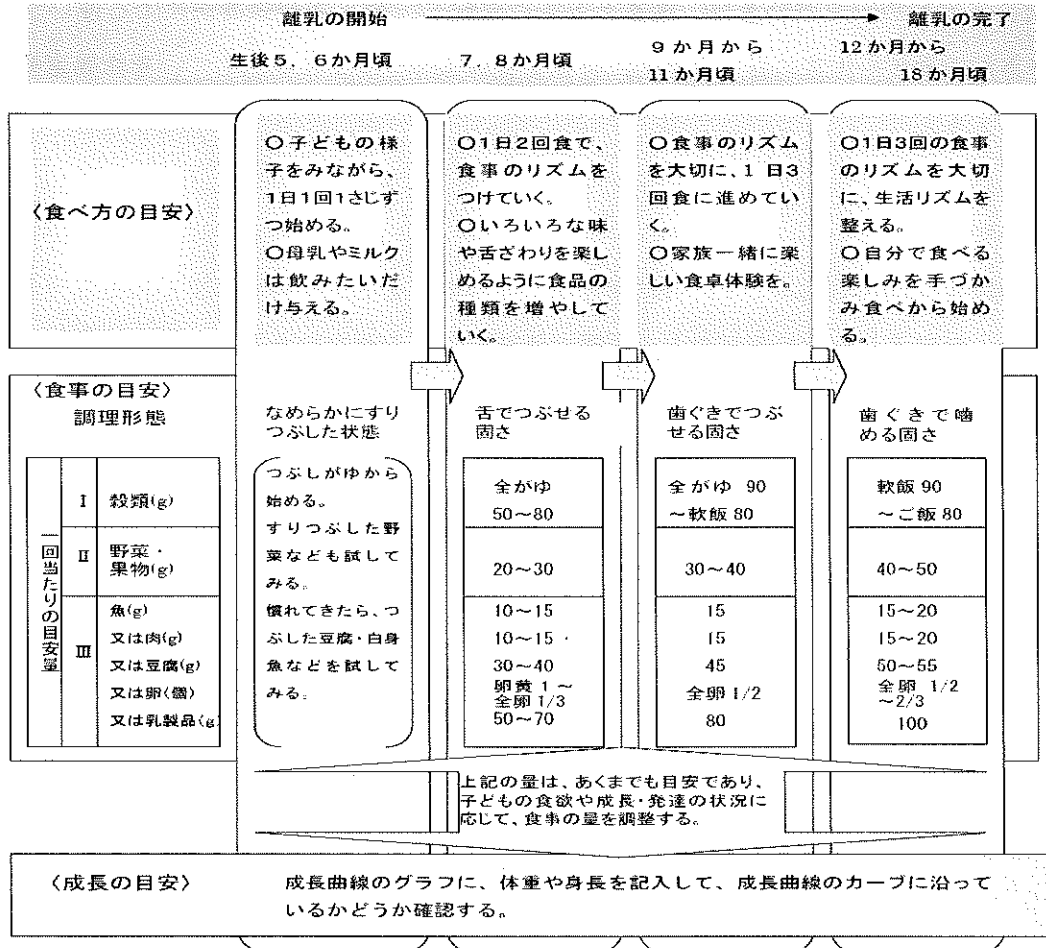 離乳の開始 離乳の完了
生後5，6か月頃 7，8か月頃 9か月から 12か月から
11か月頃 18か月頃
〈食べ方の目安〉
〇子どもの様
子をみながら、
1日1回1さじず
つ始める。
〇母乳やミルク
は飲みたいだ
け与える。
〇1日2回食で、
食事のリズムを
つけていく。
〇いろいろな味
や舌ざわりを楽し
めるように食品の
種類を増やして
いく。
〇食事のリズム
を大切に、1日3
回食に進めてい
く。
〇家族一緒に楽
しい食卓体験を。
〇1日3回の食事
のリズムを大切
に、生活リズムを
整える。
〇自分で食べる
楽しみを手づか
み食べから始め
る。
〈食事の目安〉
調理形態
なめらかにすり
つぶした状態
舌でつぶせる
固さ
歯ぐきでつぶ
せる固さ
歯ぐきで噛
める固さ
一回当たりの目安量
Ⅰ 穀類(g)
Ⅱ 野菜・
果物(g)
Ⅲ
魚(g)
又は肉(g)
又は豆腐(g)
又は卵(個)
又は乳製品(g)
つぶしがゆから
始める。
すりつぶした野
菜なども試して
みる。
慣れてきたら、つ
ぶした豆腐・白身
魚などを試して
みる。
全がゆ
50～80
20～30
10～15
10～15
30～40
卵黄1～
全卵1/3
50～70
全がゆ 90
～軟飯80
30～40
15
15
45
全卵1/2
80
軟飯90
～ご飯80
40～50
15～20
15～20
50～55
全卵 1/2
～2/3
100
上記の量は、あくまでも目安であり、
子どもの食欲や成長・発達の状況に
応じて、食事の量を調整する。
〈成長の目安〉
成長曲線のグラフに、体重や身長を記入して、成長曲線のカーブに沿って
いるかどうか確認する。